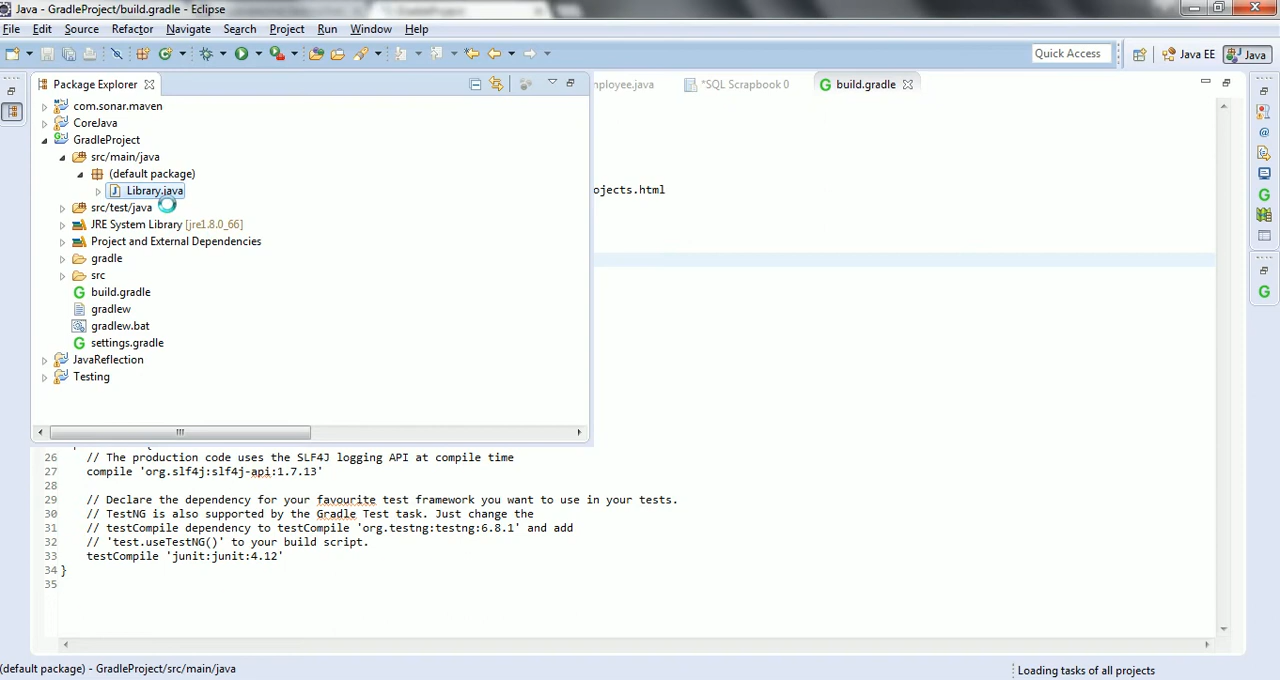 Java - GradleProject/build.gradle - Eclipse
File Edit Source Refactor Navigate Search Project Run Window Help
Quick Access Java EE Java
Package Explorer
mployee.java *SQL Scrapbook 0 build.gradle
com.sonar.maven
CoreJava
GradleProject
src/main/java
(default package)
Library.java
ojects.html
src/test/java
JRE System Library [jre1.8.0_66]
Project and External Dependencies
gradle
src
build.gradle
gradlew
gradlew.bat
settings.gradle
JavaReflection
Testing
26 // The production code uses the SLF4J logging API at compile time
27 compile 'org.slf4j:slf4j-api:1.7.13'
28
29 // Declare the dependency for your favourite test framework you want to use in your tests.
30 // TestNG is also supported by the Gradle Test task. Just change the
31 // testCompile dependency to testCompile 'org.testng:testng:6.8.1' and add
32 // 'test.useTestNG()' to your build script.
33 testCompile 'junit:junit:4.12'
34 }
35
(default package) - GradleProject/src/main/java Loading tasks of all projects